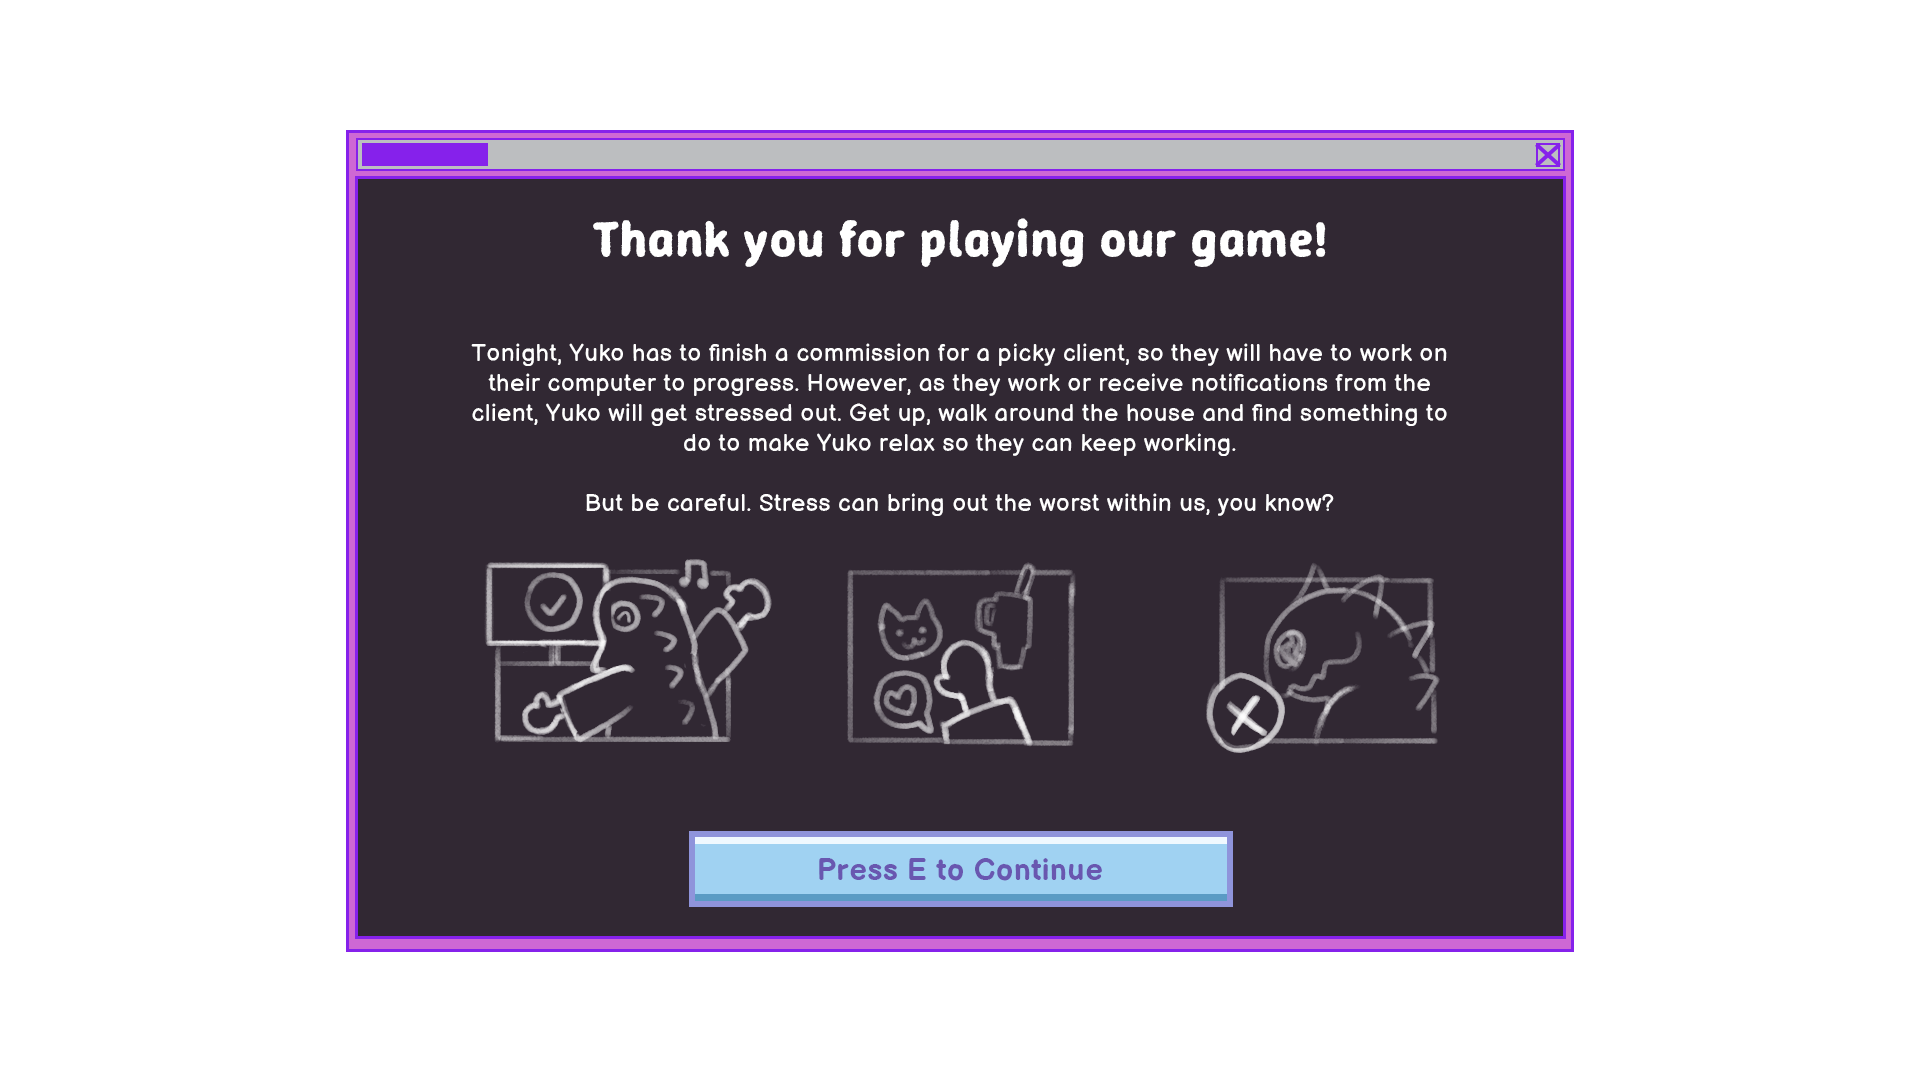 Thank you for playing our game!
Tonight, Yuko has to finish a commission for a picky client, so they will have to work on
their computer to progress. However, as they work or receive notifications from the
client, Yuko will get stressed out. Get up, walk around the house and find something to
do to make Yuko relax so they can keep working.
But be careful. Stress can bring out the worst within us, you know?
Press E to Continue